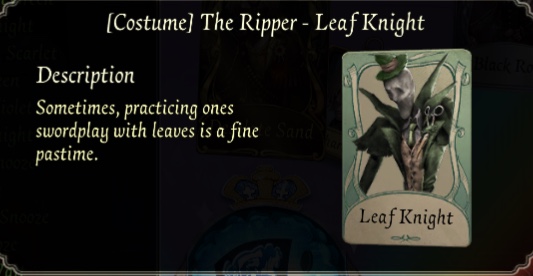 [Costume] The Ripper - Leaf Knight
Description
Sometimes, practicing ones
swordplay with leaves is a fine
pastime.
Leaf Knight